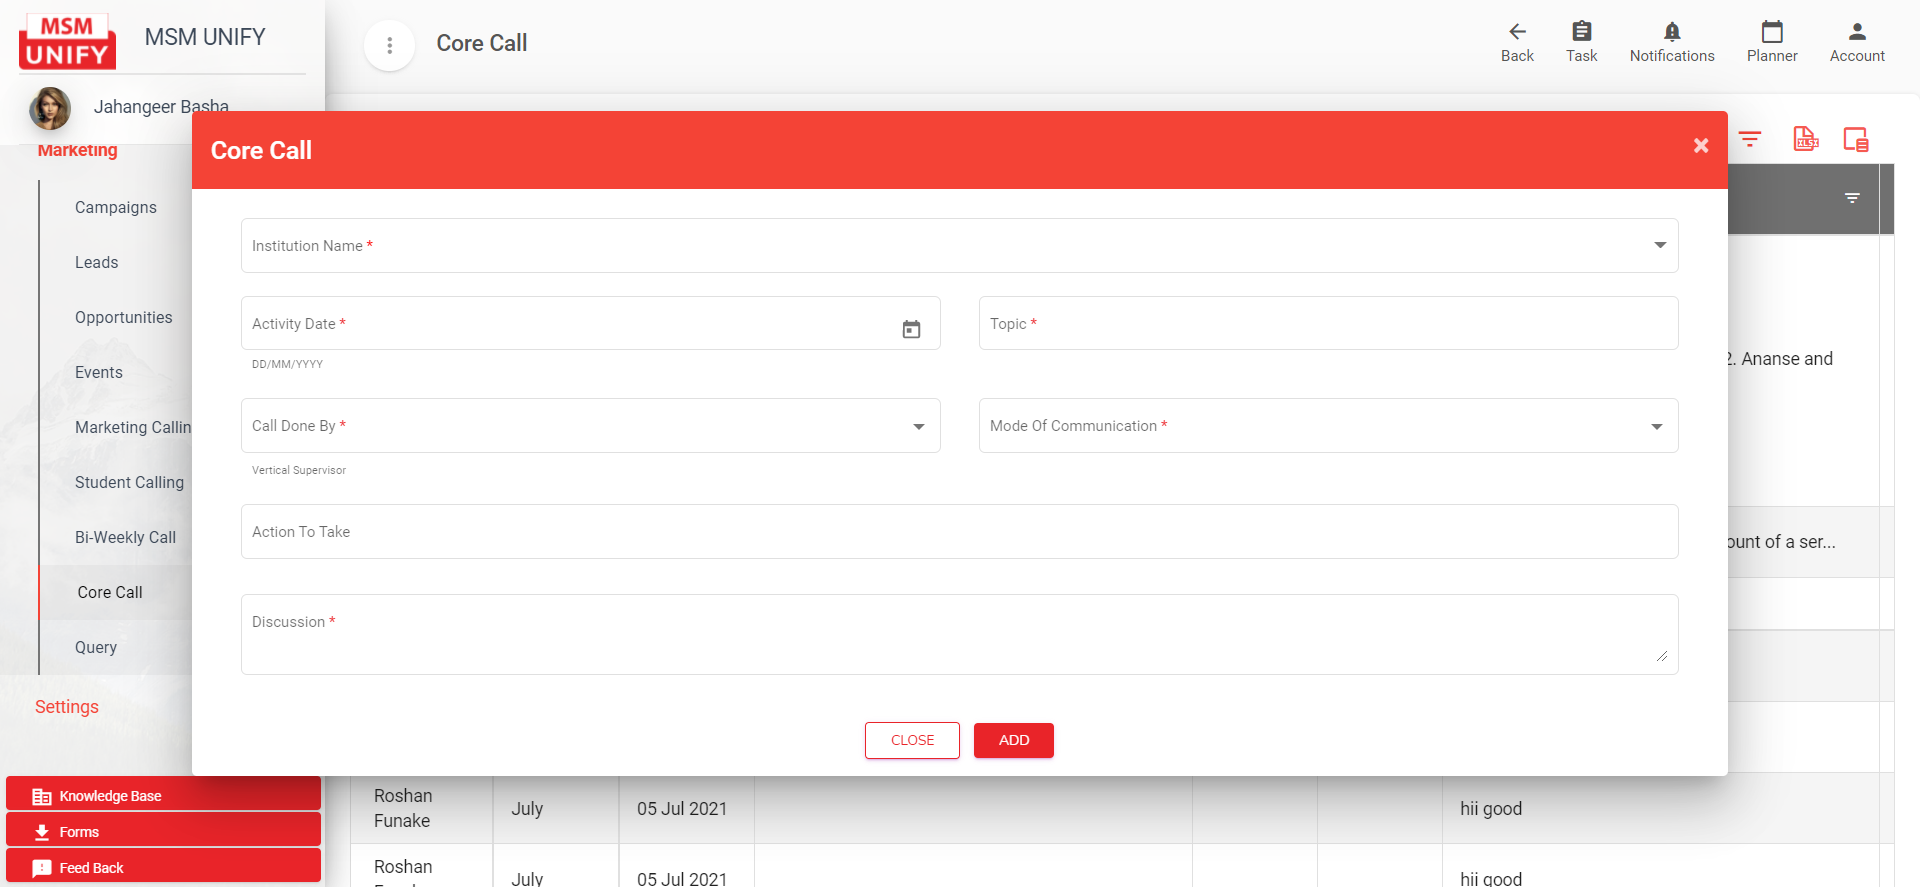 MSM
UNIFY
MSM UNIFY
Jahangeer Basha
Marketing
Campaigns
Leads
Opportunities
Events
Marketing Callin
Student Calling
Bi-Weekly Call
Core Call
Query
Settings
Knowledge Base
Forms
Feed Back
Core Call
Back
Task
Notifications
Planner
Account
XLSX
Core Call
×
Institution Name *
Activity Date *
DD/MM/YYYY
Topic *
Call Done By *
Vertical Supervisor
Mode Of Communication *
Action To Take
Discussion *
CLOSE
ADD
2. Ananse and
ount of a ser...
Roshan
Funake
July
05 Jul 2021
hii good
Roshan
July
05 Jul 2021
hii good